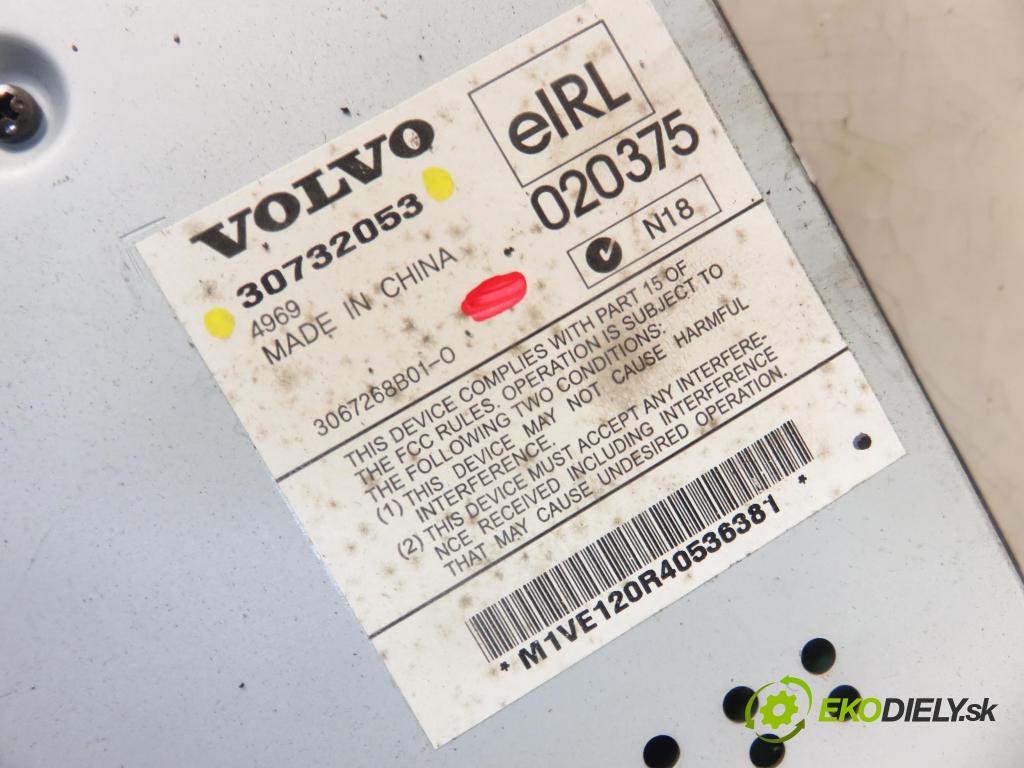 VOLVO
30732053
4969
MADE IN CHINA
3067268B01-0
eIRL
020375
N18
THIS DEVICE COMPLIES WITH PART 15 OF
THE FCC RULES. OPERATION IS SUBJECT TO
THE FOLLOWING TWO CONDITIONS:
(1) THIS DEVICE MAY NOT CAUSE HARMFUL
INTERFERENCE.
(2) THIS DEVICE MUST ACCEPT ANY INTERFERE-
NCE RECEIVED INCLUDING INTERFERENCE
THAT MAY CAUSE UNDESIRED OPERATION.
* M1VE120R40536381 *
EKODIELY.sk